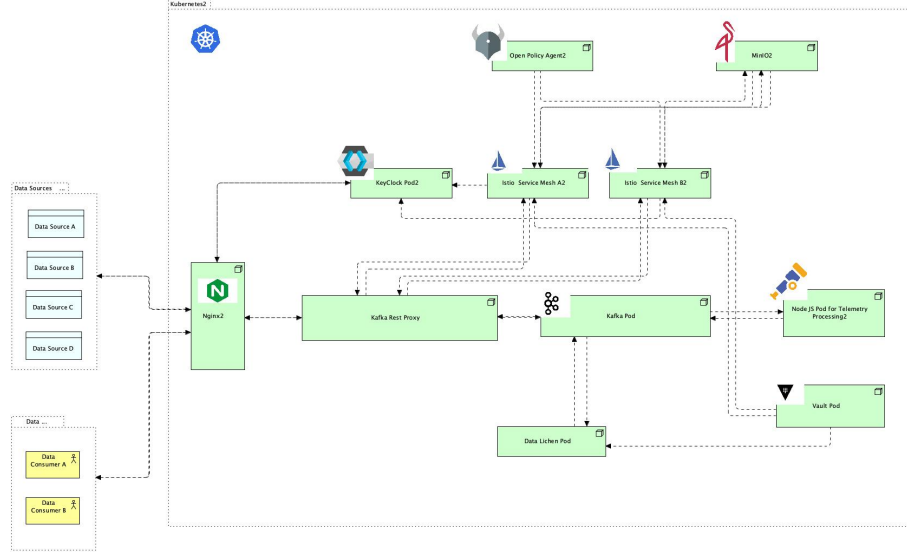 Kubernetes2
Open Policy Agent2
MinIO2
KeyClock Pod2
Istio Service Mesh A2
Istio Service Mesh B2
Data Sources ...
Data Source A
Data Source B
Data Source C
Data Source D
Nginx2
Kafka Rest Proxy
Kafka Pod
Node JS Pod for Telemetry
Processing2
Vault Pod
Data Lichen Pod
Data ...
Data
Consumer A
Data
Consumer B